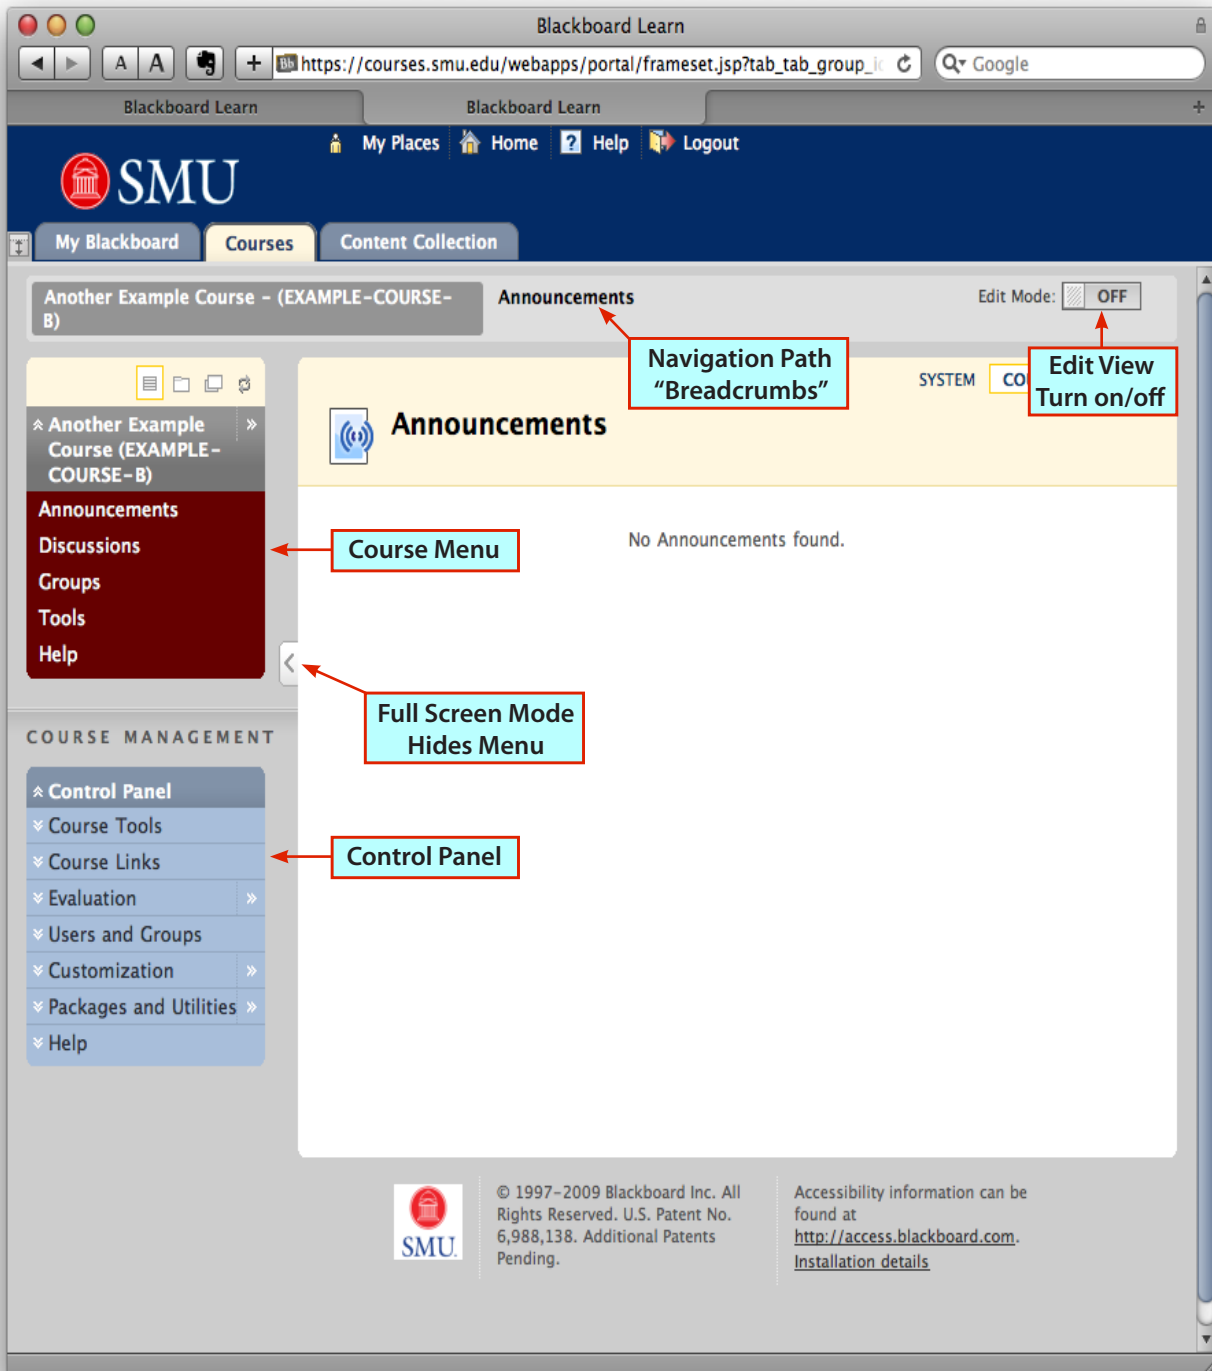 Blackboard Learn
A A + https://courses.smu.edu/webapps/portal/frameset.jsp?tab_tab_group_ Google
Blackboard Learn Blackboard Learn +
My Places Home ? Help Logout
SMU
My Blackboard Courses Content Collection
Another Example Course - (EXAMPLE-COURSE-
B)
Announcements
Edit Mode: OFF
Navigation Path
“Breadcrumbs”
Edit View
Turn on/off
SYSTEM
Another Example
Course (EXAMPLE-
COURSE-B)
Announcements
No Announcements found.
Announcements
Discussions
Groups
Tools
Help
Course Menu
Full Screen Mode
Hides Menu
COURSE MANAGEMENT
Control Panel
Course Tools
Course Links
Evaluation
Users and Groups
Customization
Packages and Utilities
Help
Control Panel
SMU.
© 1997-2009 Blackboard Inc. All
Rights Reserved. U.S. Patent No.
6,988,138. Additional Patents
Pending.
Accessibility information can be
found at
http://access.blackboard.com.
Installation details